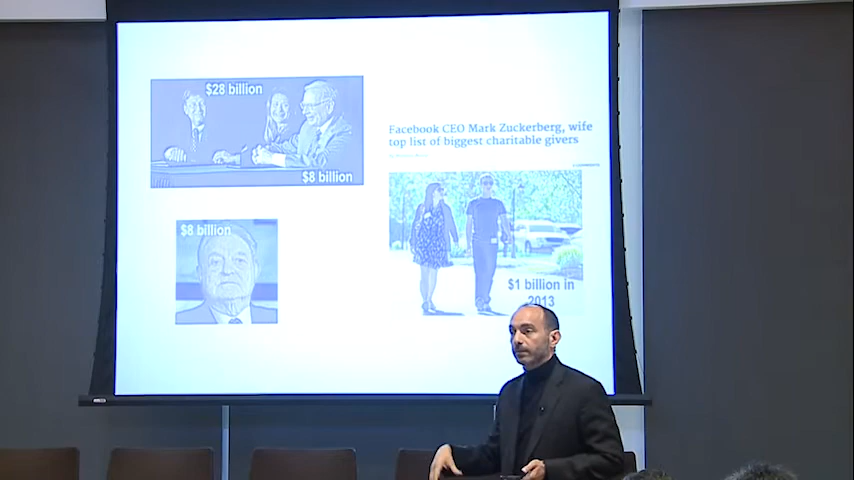 $28 billion
$8 billion
Facebook CEO Mark Zuckerberg, wife
top list of biggest charitable givers
$8 billion
$1 billion in
2013